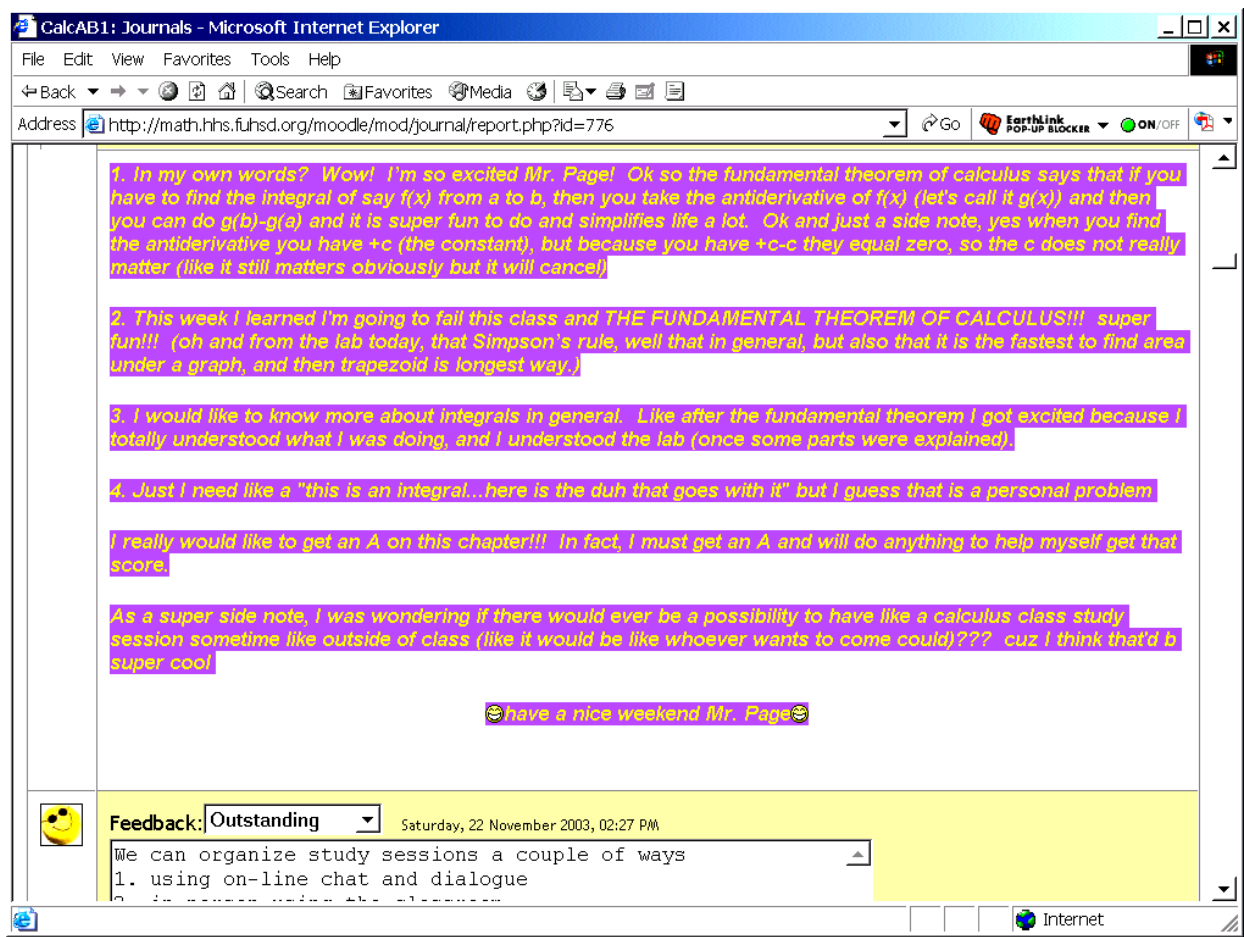 CalcAB1: Journals - Microsoft Internet Explorer
File Edit View Favorites Tools Help
Back Search Favorites Media
Address http://math.hhs.fuhsd.org/moodle/mod/journal/report.php?id=776 Go EarthLink POP-UP BLOCKER ON/OFF
1. In my own words?  Wow!  I'm so excited Mr. Page!  Ok so the fundamental theorem of calculus says that if you
have to find the integral of say f(x) from a to b, then you take the antiderivative of f(x) (let's call it g(x)) and then
you can do g(b)-g(a) and it is super fun to do and simplifies life a lot.  Ok and just a side note, yes when you find
the antiderivative you have +c (the constant), but because you have +c-c they equal zero, so the c does not really
matter (like it still matters obviously but it will cancel)
2. This week I learned I'm going to fail this class and THE FUNDAMENTAL THEOREM OF CALCULUS!!!  super
fun!!!  (oh and from the lab today, that Simpson's rule, well that in general, but also that it is the fastest to find area
under a graph, and then trapezoid is longest way.)
3. I would like to know more about integrals in general.  Like after the fundamental theorem I got excited because I
totally understood what I was doing, and I understood the lab (once some parts were explained).
4. Just I need like a "this is an integral...here is the duh that goes with it" but I guess that is a personal problem
I really would like to get an A on this chapter!!!  In fact, I must get an A and will do anything to help myself get that
score.
As a super side note, I was wondering if there would ever be a possibility to have like a calculus class study
session sometime like outside of class (like it would be like whoever wants to come could)???  cuz I think that'd b
super cool
have a nice weekend Mr. Page
Feedback: Outstanding Saturday, 22 November 2003, 02:27 PM
We can organize study sessions a couple of ways
1. using on-line chat and dialogue
Internet